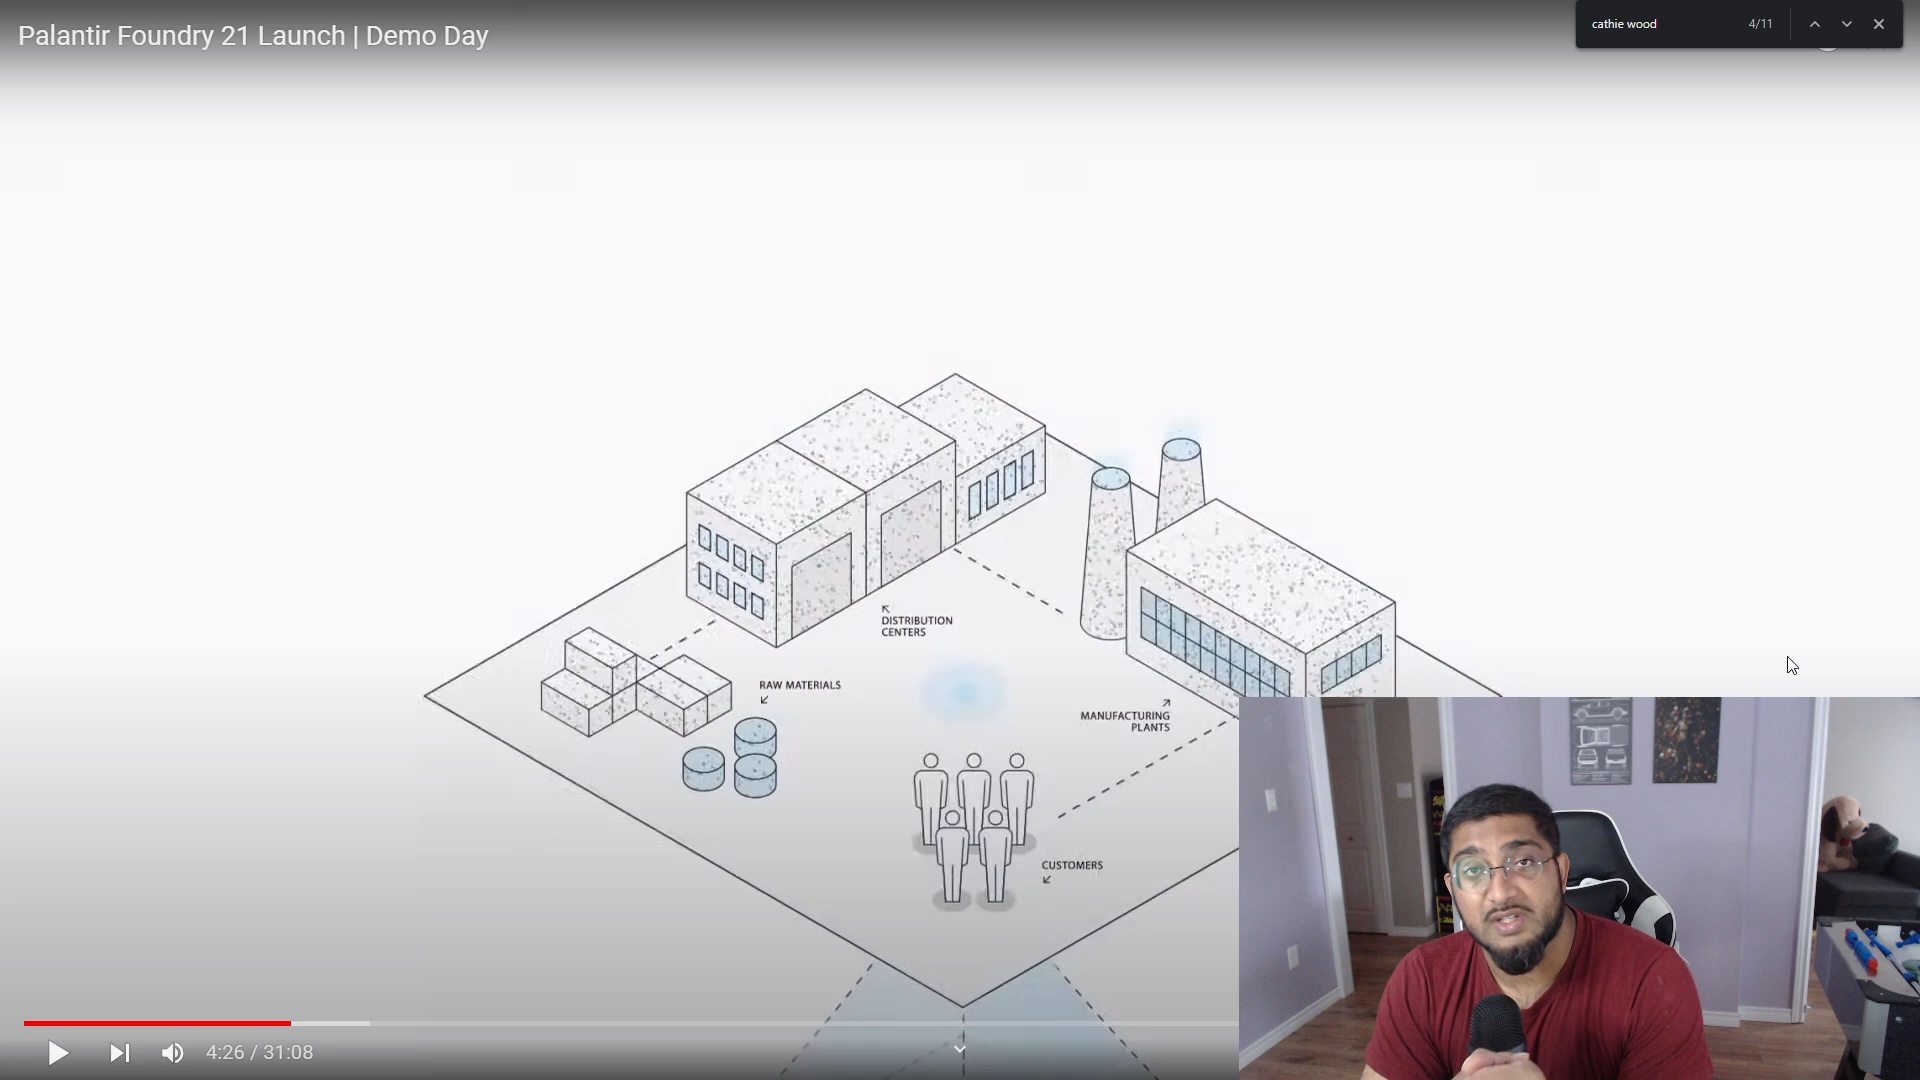 Palantir Foundry 21 Launch | Demo Day
cathie wood 4/11
DISTRIBUTION
CENTERS
RAW MATERIALS
MANUFACTURING
PLANTS
CUSTOMERS
4:26 / 31:08